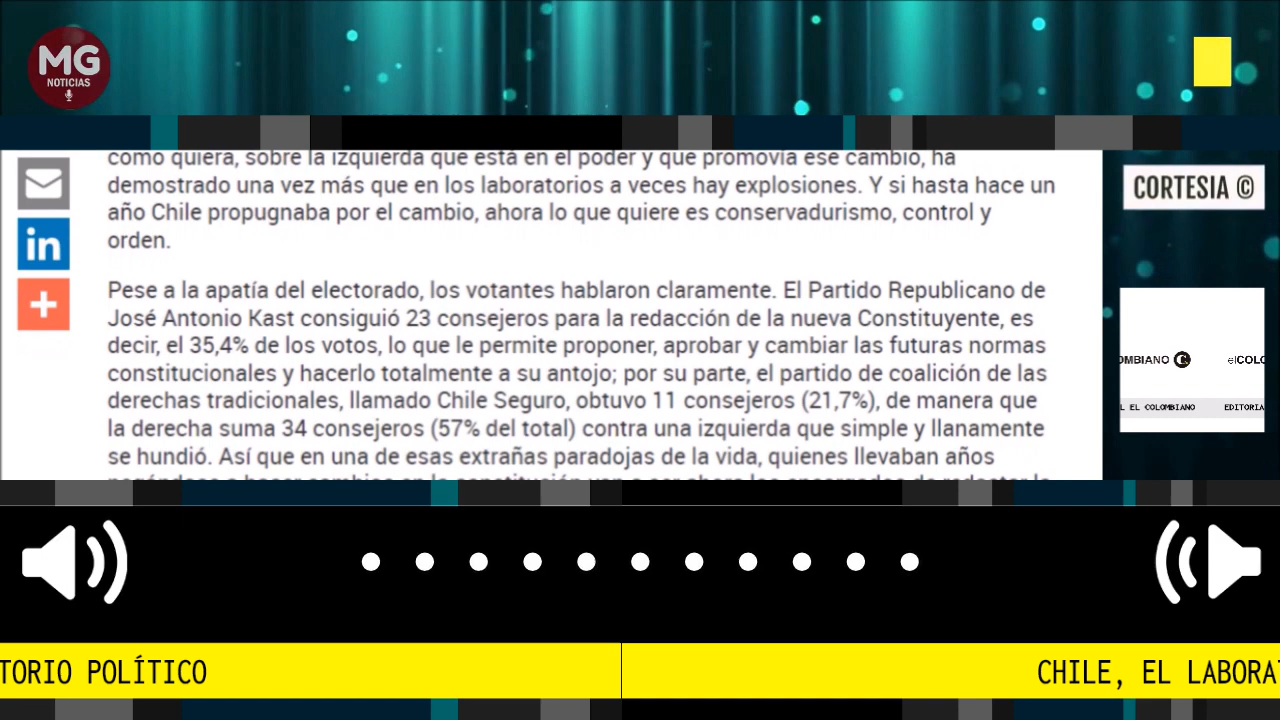 MG
NOTICIAS
como quiera, sobre la izquierda que está en el poder y que promovía ese cambio, ha
demostrado una vez más que en los laboratorios a veces hay explosiones. Y si hasta hace un
año Chile propugnaba por el cambio, ahora lo que quiere es conservadurismo, control y
orden.
Pese a la apatía del electorado, los votantes hablaron claramente. El Partido Republicano de
José Antonio Kast consiguió 23 consejeros para la redacción de la nueva Constituyente, es
decir, el 35,4% de los votos, lo que le permite proponer, aprobar y cambiar las futuras normas
constitucionales y hacerlo totalmente a su antojo; por su parte, el partido de coalición de las
derechas tradicionales, llamado Chile Seguro, obtuvo 11 consejeros (21,7%), de manera que
la derecha suma 34 consejeros (57% del total) contra una izquierda que simple y llanamente
se hundió. Así que en una de esas extrañas paradojas de la vida, quienes llevaban años
in
CORTESIA ©
OMBIANO C elCOLO
L EL COLOMBIANO EDITORIA
TORIO POLÍTICO CHILE, EL LABORAT